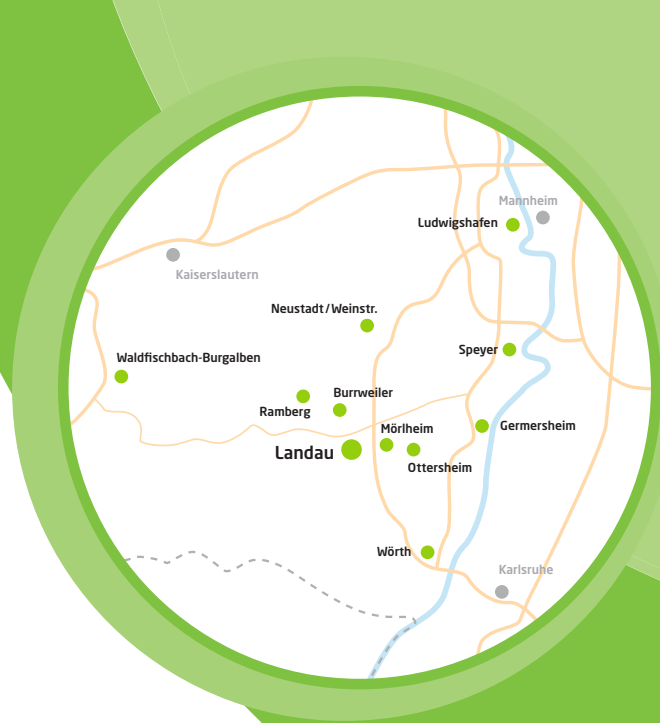 Mannheim
Ludwigshafen
Kaiserslautern
Neustadt/Weinstr.
Speyer
Waldfischbach-Burgalben
Burrweiler
Ramberg
Germersheim
Mörlheim
Landau
Ottersheim
Wörth
Karlsruhe